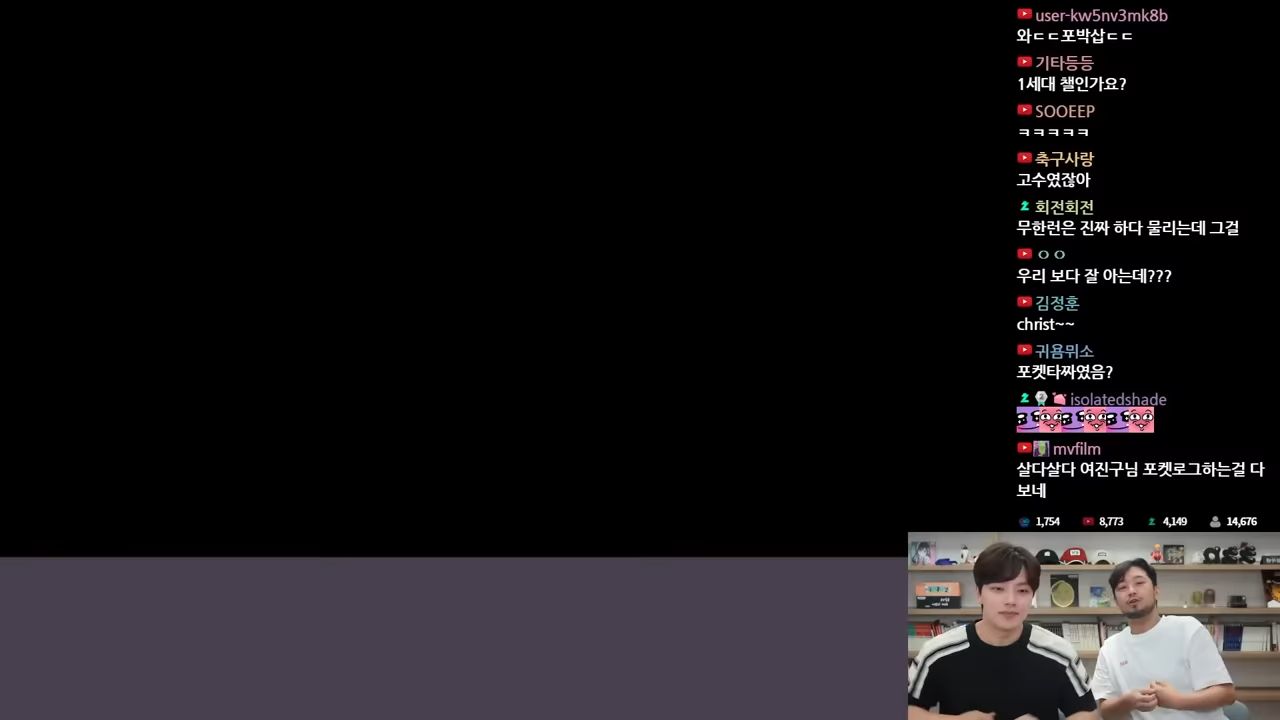 user-kw5nv3mk8b
와ㄷㄷ포박삽ㄷㄷ
기타등등
1세대 챌인가요?
SOOEEP
ㅋㅋㅋㅋㅋ
축구사랑
고수였잖아
회전회전
무한런은 진짜 하다 물리는데 그걸
ㅇㅇ
우리 보다 잘 아는데???
김정훈
christ~~
귀욤뮈소
포켓타짜였음?
isolatedshade
mvfilm
살다살다 여진구님 포켓로그하는걸 다
보네
1,754 8,773 4,149 14,676